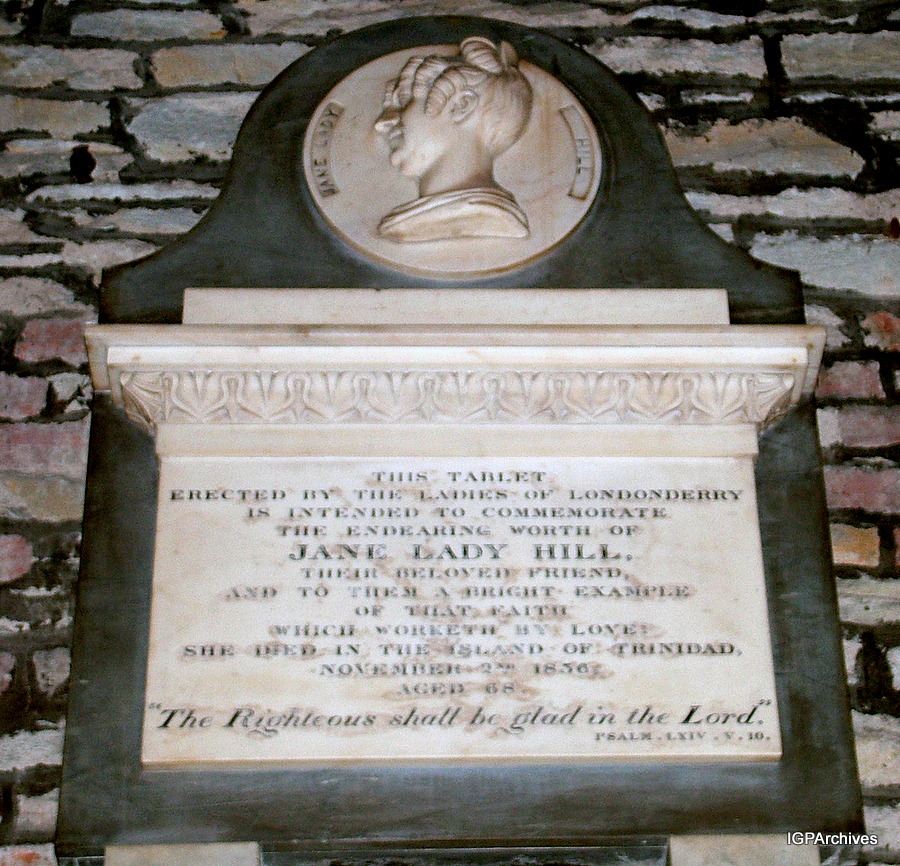 JANE LADY
HILL
THIS TABLET
ERECTED BY THE LADIES OF LONDONDERRY
IS INTENDED TO COMMEMORATE
THE ENDEARING WORTH OF
JANE LADY HILL.
THEIR BELOVED FRIEND,
AND TO THEM A BRIGHT EXAMPLE
OF THAT FAITH
WHICH WORKETH BY LOVE:
SHE DIED IN THE ISLAND OF TRINIDAD,
NOVEMBER 2ND 1836,
AGED 68.
"The Righteous shall be glad in the Lord."
PSALM. LXIV. V. 10.
IGPArchives